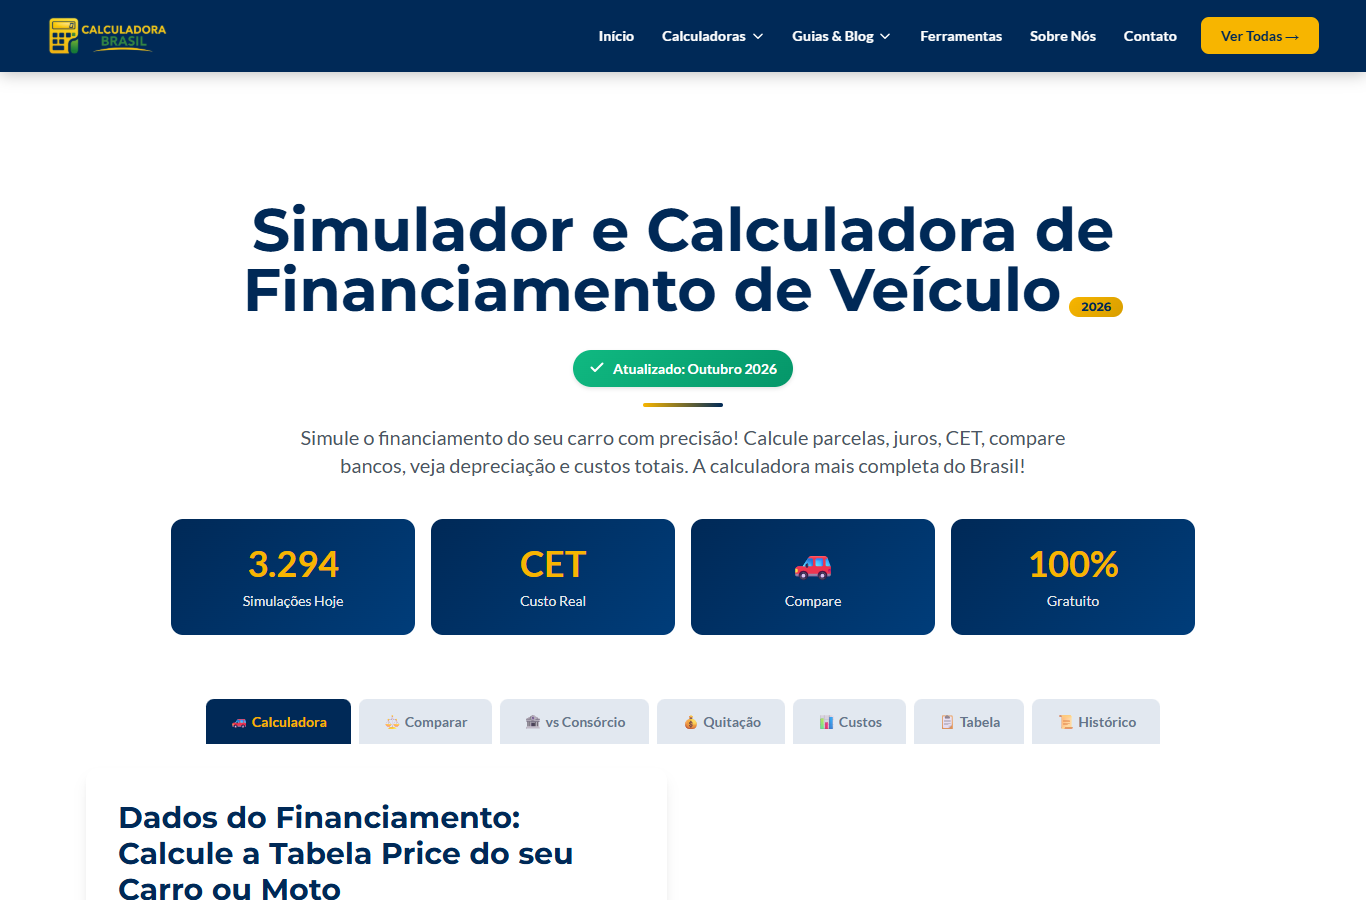 CALCULADORA
BRASIL
Início
Calculadoras
Guias & Blog
Ferramentas
Sobre Nós
Contato
Ver Todas →
Simulador e Calculadora de
Financiamento de Veículo 2026
Atualizado: Outubro 2026
Simule o financiamento do seu carro com precisão! Calcule parcelas, juros, CET, compare
bancos, veja depreciação e custos totais. A calculadora mais completa do Brasil!
3.294
Simulações Hoje
CET
Custo Real
Compare
100%
Gratuito
Calculadora
Comparar
vs Consórcio
Quitação
Custos
Tabela
Histórico
Dados do Financiamento:
Calcule a Tabela Price do seu
Carro ou Moto